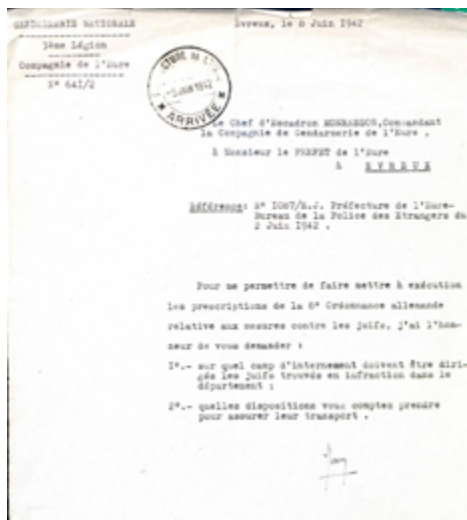 GENDARMERIE NATIONALE
3ème Légion
Compagnie de l'Eure
N° 641/2
Evreux, le 8 Juin 1942
JUIN 1942
ARRIVÉE
Le Chef d'Escadron Commandant
la Compagnie de Gendarmerie de l'Eure .
à Monsieur le PREFET de l'Eure
à EVREUX
Référence: N° 1087/E.J. Préfecture de l'Eure-
Bureau de la Police des Etrangers du
2 Juin 1942 .
Pour me permettre de faire mettre à exécution
les prescriptions de la 8° Ordonnance allemande
relative aux mesures contre les juifs, j'ai l'hon-
neur de vous demander :
I°.- sur quel camp d'internement doivent être diri-
gés les juifs trouvés en infraction dans le
département ;
2°.- quelles dispositions vous comptez prendre
pour assurer leur transport .